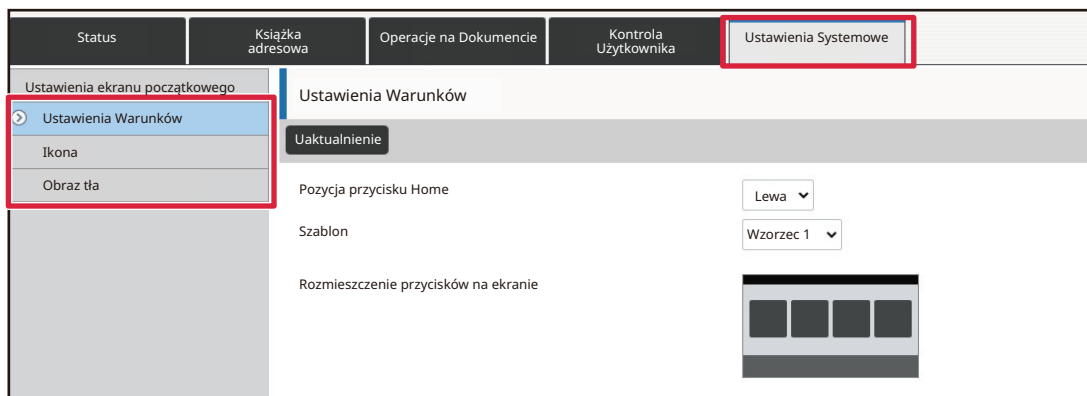 Status
Książka
adresowa
Operacje na Dokumencie
Kontrola
Użytkownika
Ustawienia Systemowe
Ustawienia ekranu początkowego
Ustawienia Warunków
Ikona
Obraz tła
Ustawienia Warunków
Uaktualnienie
Pozycja przycisku Home
Lewa
Szablon
Wzorzec 1
Rozmieszczenie przycisków na ekranie